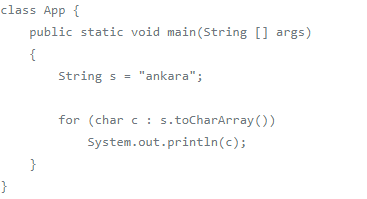 class App {
    public static void main(String [] args)
    {
        String s = "ankara";

        for (char c : s.toCharArray())
            System.out.println(c);
    }
}